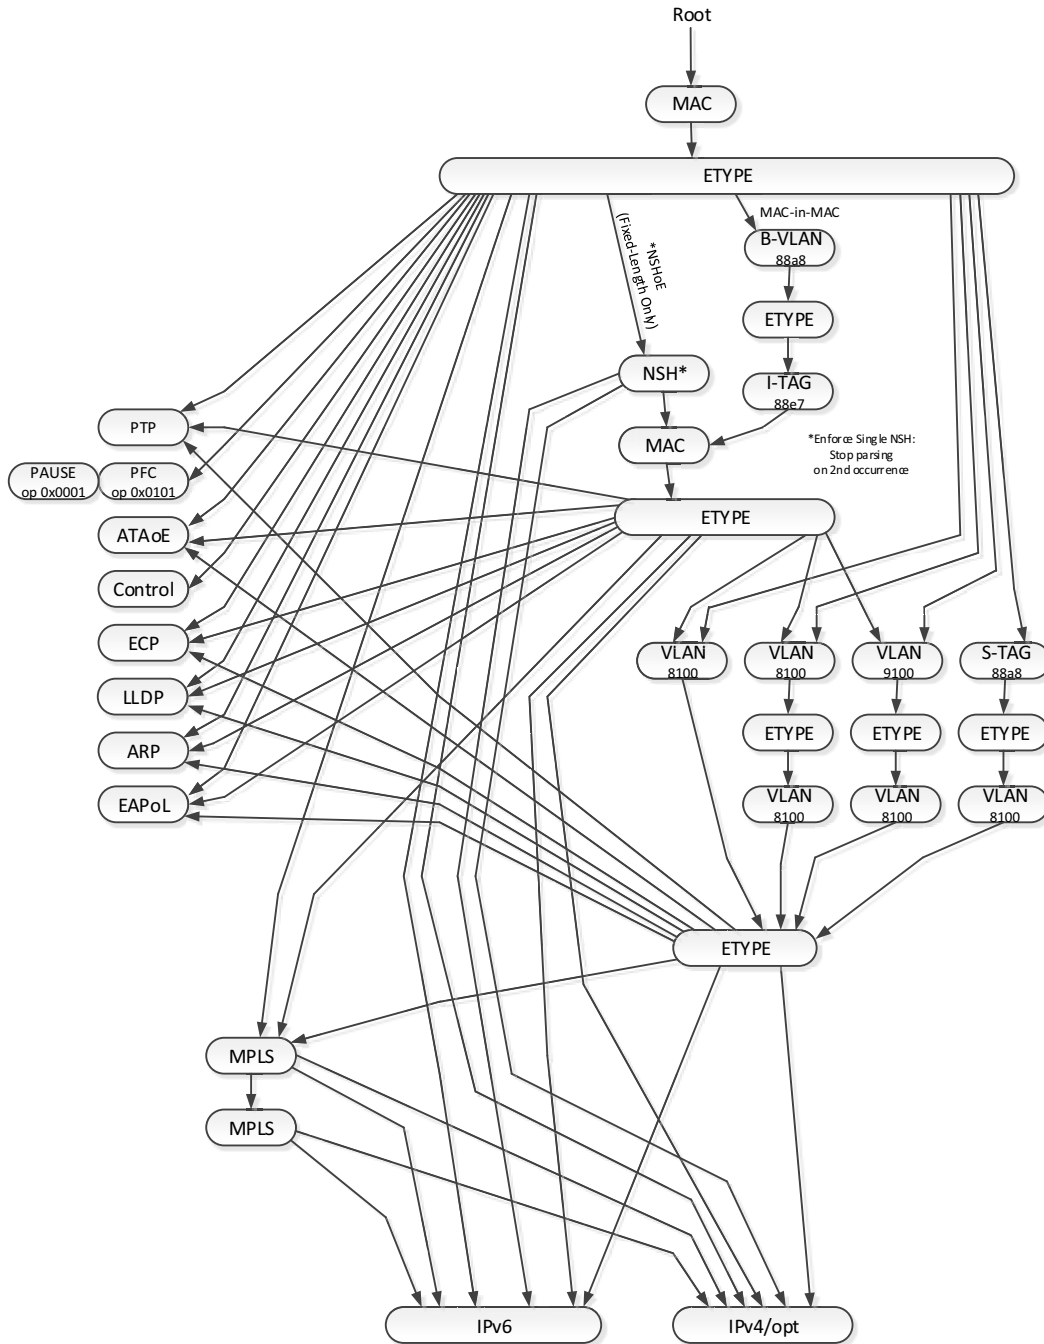 Root
MAC
ETYPE
MAC-in-MAC
*NSHoE
(Fixed-Length Only)
B-VLAN
88a8
ETYPE
NSH*
I-TAG
88e7
PTP
MAC
*Enforce Single NSH:
Stop parsing
on 2nd occurrence
PAUSE
op 0x0001
PFC
op 0x0101
ETYPE
ATAoE
Control
ECP
VLAN
8100
VLAN
8100
VLAN
9100
S-TAG
88a8
LLDP
ETYPE
ETYPE
ETYPE
ARP
EAPoL
VLAN
8100
VLAN
8100
VLAN
8100
ETYPE
MPLS
MPLS
IPv6
IPv4/opt